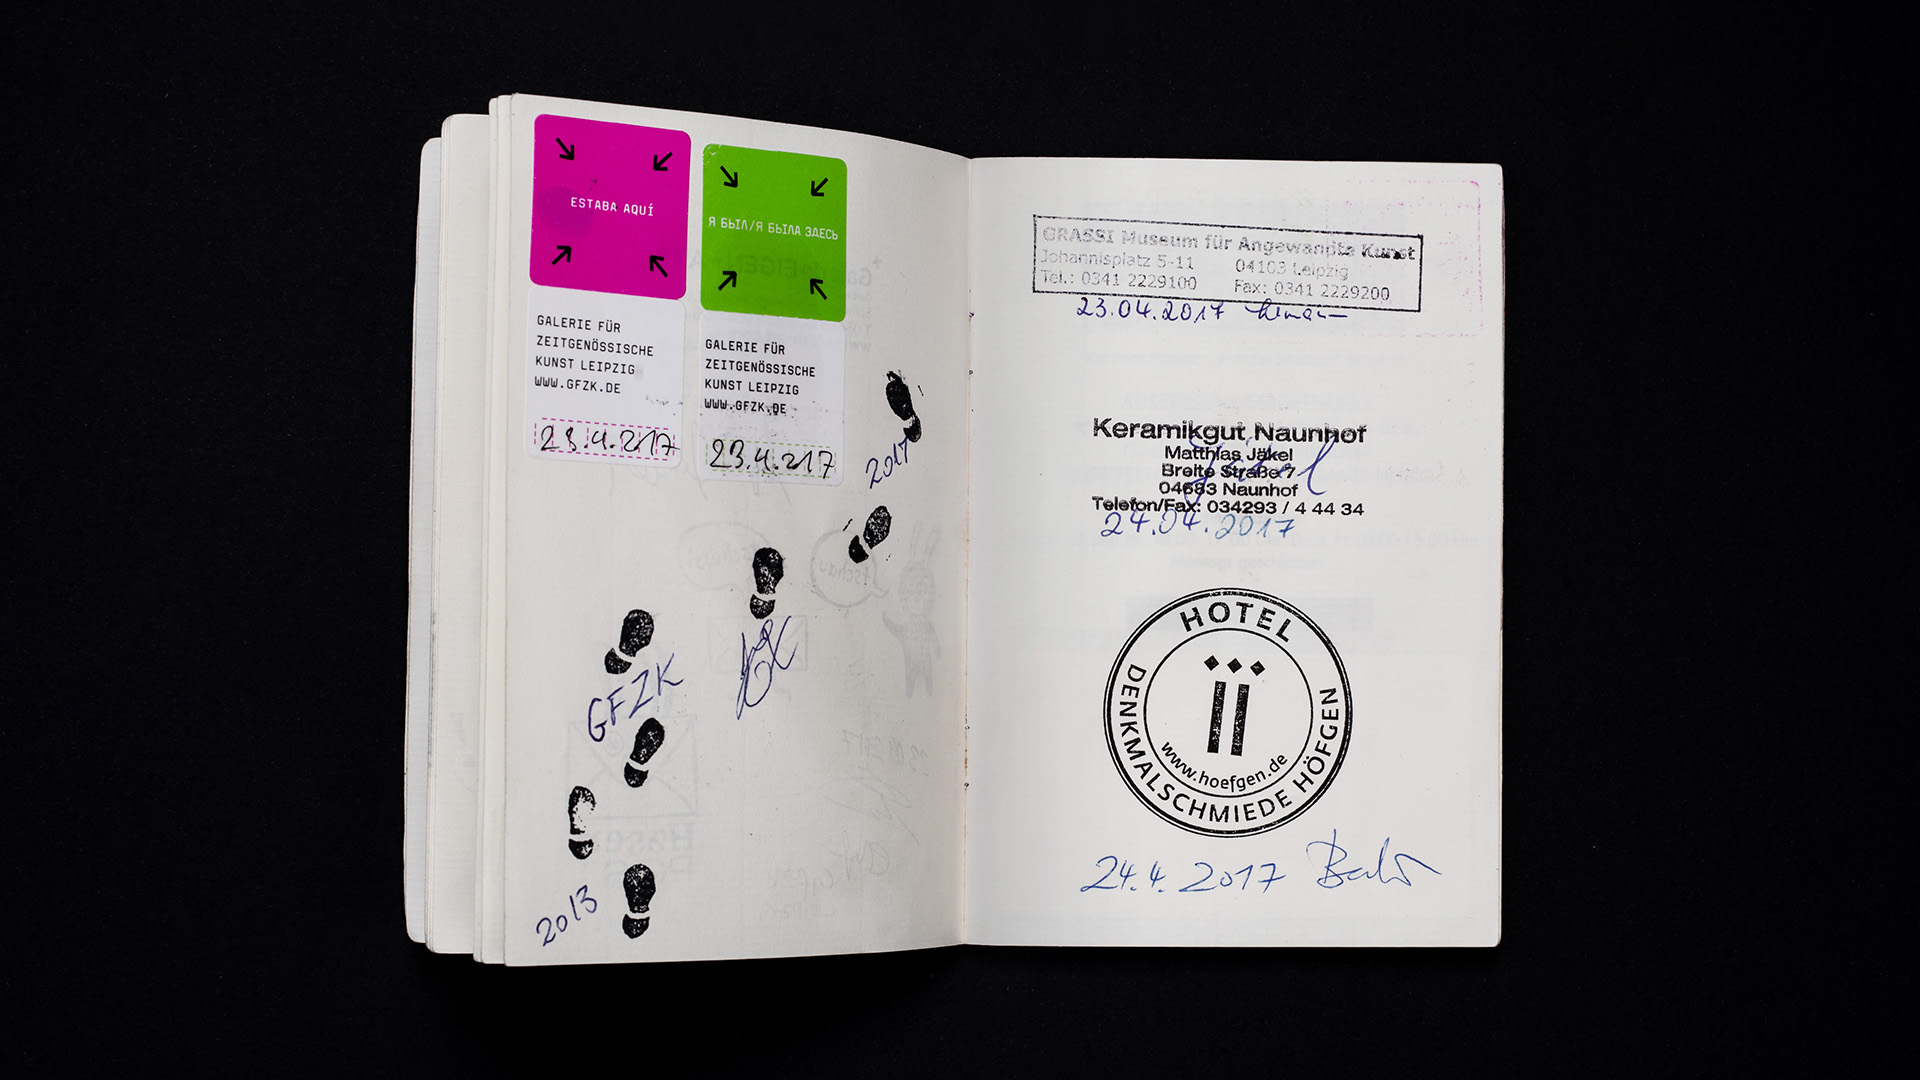 ESTABA AQUÍ
GALERIE FÜR
ZEITGENÖSSISCHE
KUNST LEIPZIG
WWW.GFZK.DE
23.4.2017
Я БЫЛ/Я БЫЛА ЗДЕСЬ
GALERIE FÜR
ZEITGENÖSSISCHE
KUNST LEIPZIG
WWW.GFZK.DE
23.4.2017
2017
GFZK
2013
GRASSI Museum für Angewandte Kunst
Johannisplatz 5-11 04103 Leipzig
Tel.: 0341 2229100 Fax: 0341 2229200
23.04.2017
Keramikgut Naunhof
Matthias Jäkel
Breite Straße 7
04683 Naunhof
Telefon/Fax: 034293 / 4 44 34
Jäkel
24.04.2017
HOTEL
DENKMALSCHMIEDE HÖFGEN
www.hoefgen.de
24.4.2017